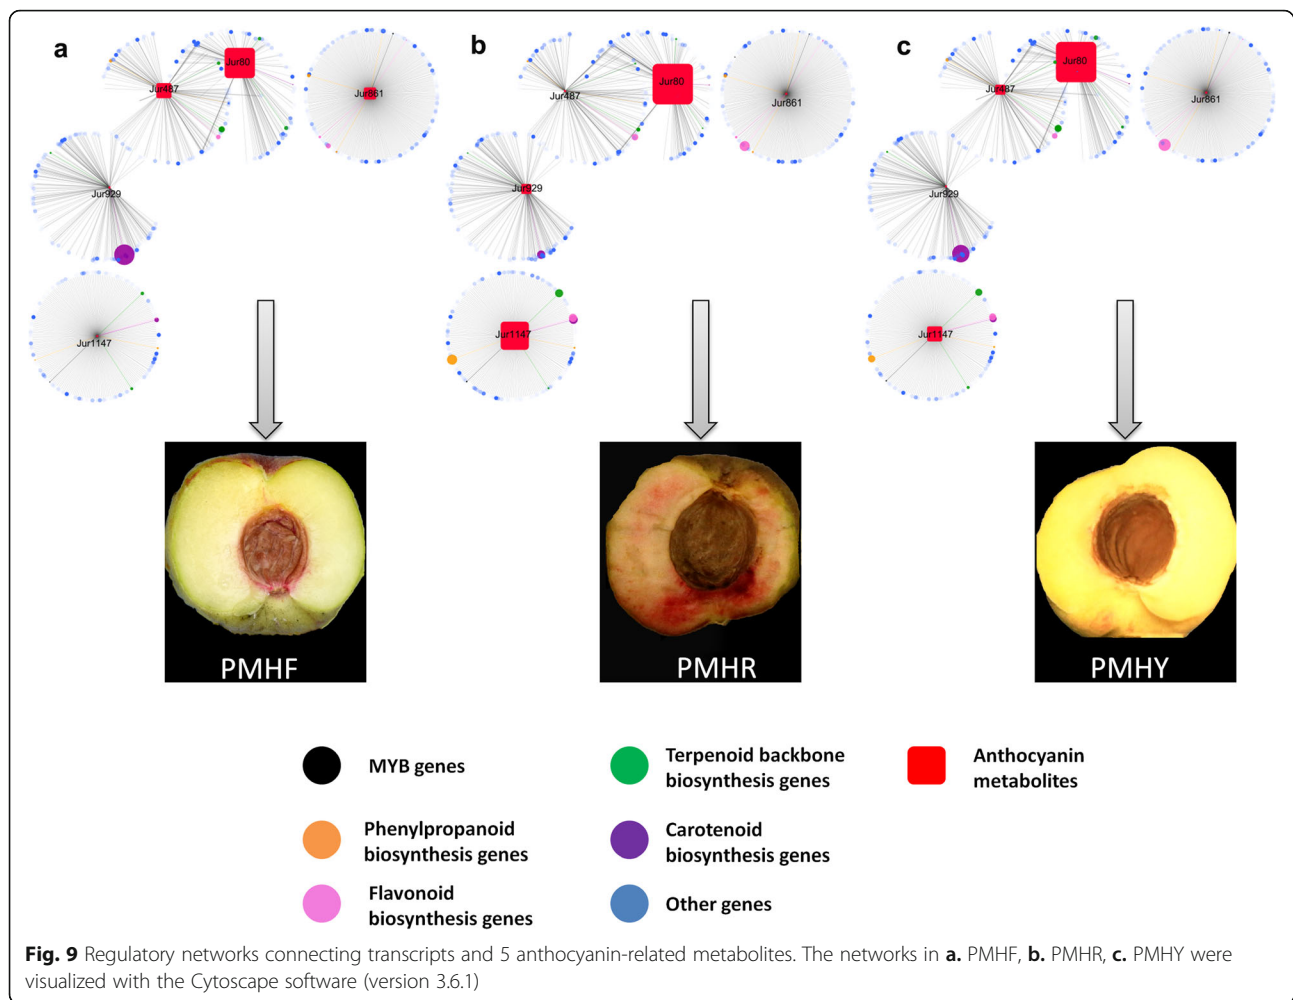 a
Jur80
Jur487
Jur861
Jur929
Jur1147
b
Jur80
Jur487
Jur861
Jur929
Jur1147
c
Jur80
Jur487
Jur861
Jur929
Jur1147
PMHF
PMHR
PMHY
MYB genes
Phenylpropanoid
biosynthesis genes
Flavonoid
biosynthesis genes
Terpenoid backbone
biosynthesis genes
Carotenoid
biosynthesis genes
Other genes
Anthocyanin
metabolites
Fig. 9 Regulatory networks connecting transcripts and 5 anthocyanin-related metabolites. The networks in a. PMHF, b. PMHR, c. PMHY were
visualized with the Cytoscape software (version 3.6.1)